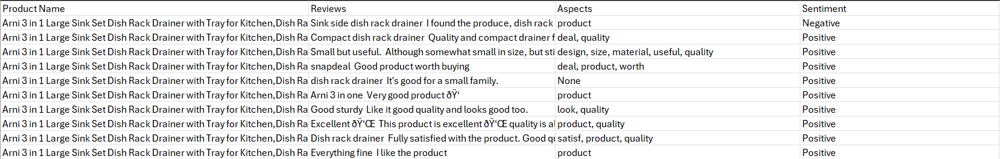 Product Name Reviews Aspects Sentiment
Arni 3 in 1 Large Sink Set Dish Rack Drainer with Tray for Kitchen,Dish Ra Sink side dish rack drainer  I found the produce, dish rack product Negative
Arni 3 in 1 Large Sink Set Dish Rack Drainer with Tray for Kitchen,Dish Ra Compact dish rack drainer  Quality and compact drainer f deal, quality Positive
Arni 3 in 1 Large Sink Set Dish Rack Drainer with Tray for Kitchen,Dish Ra Small but useful.  Although somewhat small in size, but sti design, size, material, useful, quality Positive
Arni 3 in 1 Large Sink Set Dish Rack Drainer with Tray for Kitchen,Dish Ra snapdeal  Good product worth buying deal, product, worth Positive
Arni 3 in 1 Large Sink Set Dish Rack Drainer with Tray for Kitchen,Dish Ra dish rack drainer  It's good for a small family. None Positive
Arni 3 in 1 Large Sink Set Dish Rack Drainer with Tray for Kitchen,Dish Ra Arni 3 in one  Very good product ðŸ‘ product Positive
Arni 3 in 1 Large Sink Set Dish Rack Drainer with Tray for Kitchen,Dish Ra Good sturdy  Like it good quality and looks good too. look, quality Positive
Arni 3 in 1 Large Sink Set Dish Rack Drainer with Tray for Kitchen,Dish Ra Excellent ðŸ‘Œ  This product is excellent ðŸ‘Œ quality is al product, quality Positive
Arni 3 in 1 Large Sink Set Dish Rack Drainer with Tray for Kitchen,Dish Ra Dish rack drainer  Fully satisfied with the product. Good qu satisf, product, quality Positive
Arni 3 in 1 Large Sink Set Dish Rack Drainer with Tray for Kitchen,Dish Ra Everything fine  I like the product product Positive